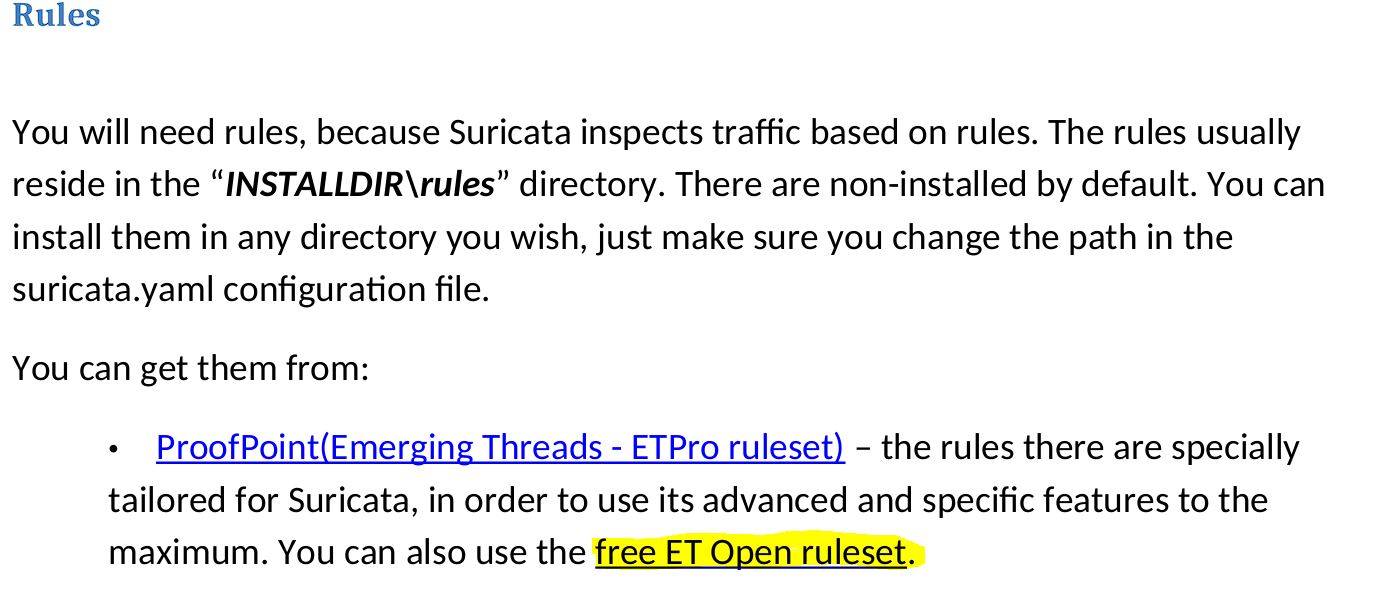 Rules
You will need rules, because Suricata inspects traffic based on rules. The rules usually
reside in the “INSTALLDIR\rules” directory. There are non-installed by default. You can
install them in any directory you wish, just make sure you change the path in the
suricata.yaml configuration file.
You can get them from:
• ProofPoint(Emerging Threads - ETPro ruleset) – the rules there are specially
tailored for Suricata, in order to use its advanced and specific features to the
maximum. You can also use the free ET Open ruleset.